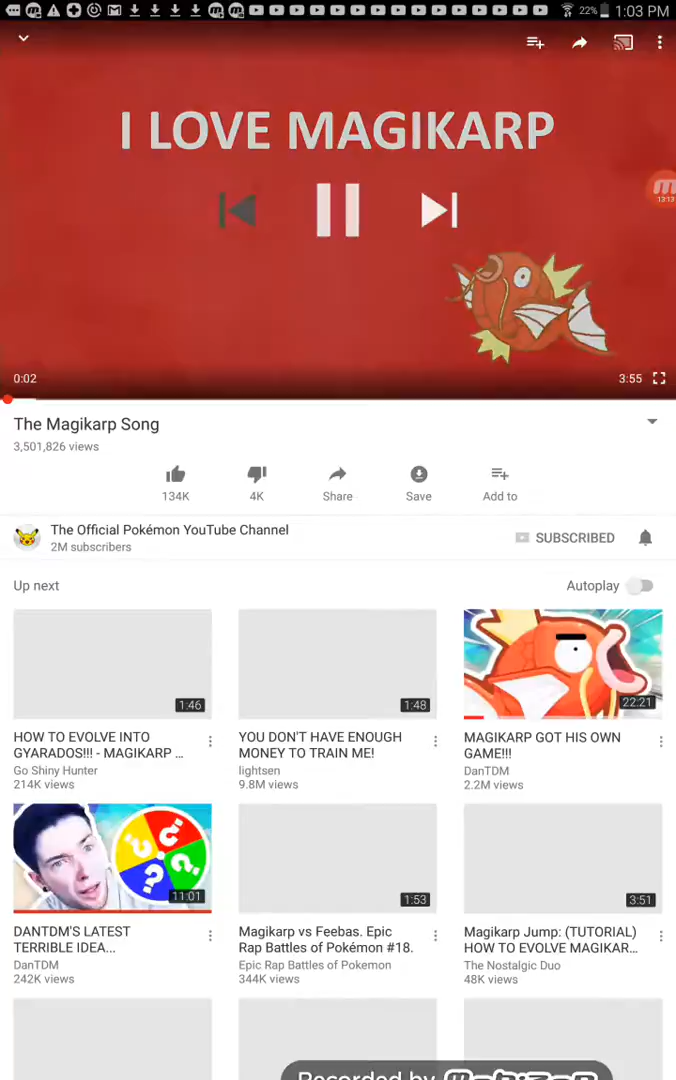 22% 1:03 PM
I LOVE MAGIKARP
13:13
0:02 3:55
The Magikarp Song
3,501,826 views
134K 4K Share Save Add to
The Official Pokémon YouTube Channel
2M subscribers
SUBSCRIBED
Up next Autoplay
1:46 1:48 22:21
HOW TO EVOLVE INTO
GYARADOS!!! - MAGIKARP ...
Go Shiny Hunter
214K views
YOU DON'T HAVE ENOUGH
MONEY TO TRAIN ME!
lightsen
9.8M views
MAGIKARP GOT HIS OWN
GAME!!!
DanTDM
2.2M views
11:01 1:53 3:51
DANTDM'S LATEST
TERRIBLE IDEA...
DanTDM
242K views
Magikarp vs Feebas. Epic
Rap Battles of Pokémon #18.
Epic Rap Battles of Pokemon
344K views
Magikarp Jump: (TUTORIAL)
HOW TO EVOLVE MAGIKAR...
The Nostalgic Duo
48K views
Recorded by